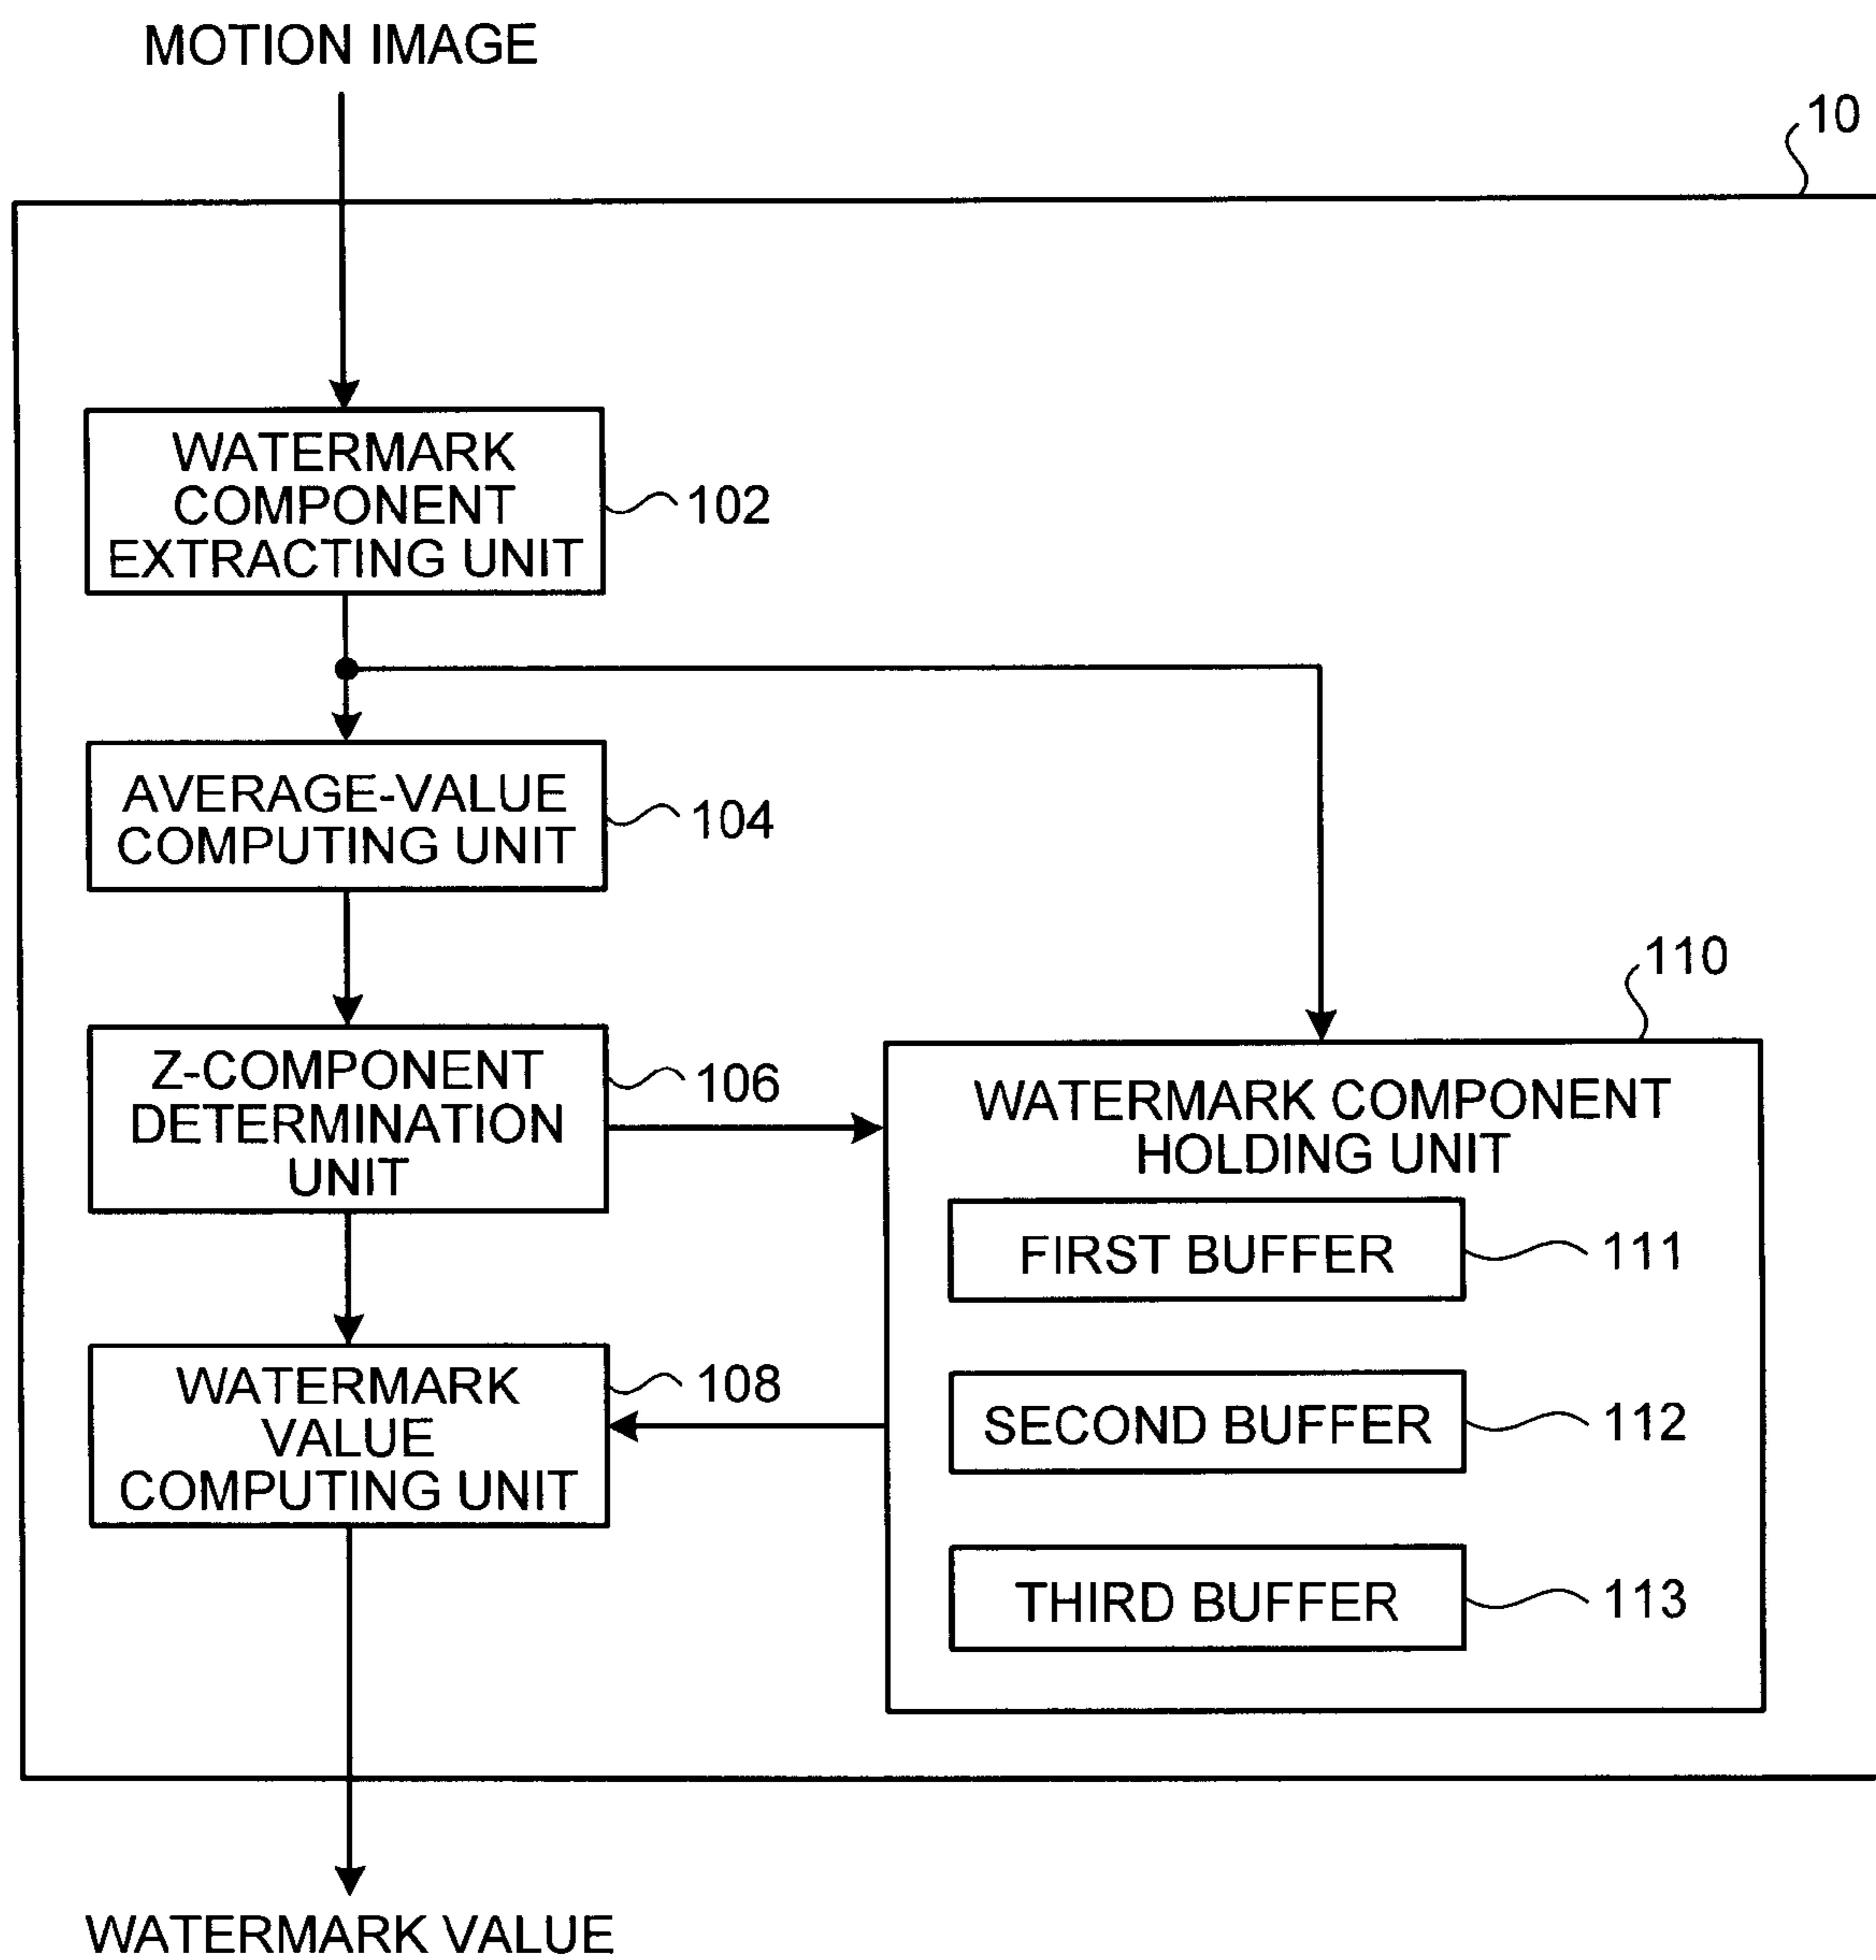 MOTION IMAGE
10
WATERMARK
COMPONENT
EXTRACTING UNIT
102
AVERAGE-VALUE
COMPUTING UNIT
104
110
Z-COMPONENT
DETERMINATION
UNIT
106
WATERMARK COMPONENT
HOLDING UNIT
FIRST BUFFER
111
WATERMARK
VALUE
COMPUTING UNIT
108
SECOND BUFFER
112
THIRD BUFFER
113
WATERMARK VALUE